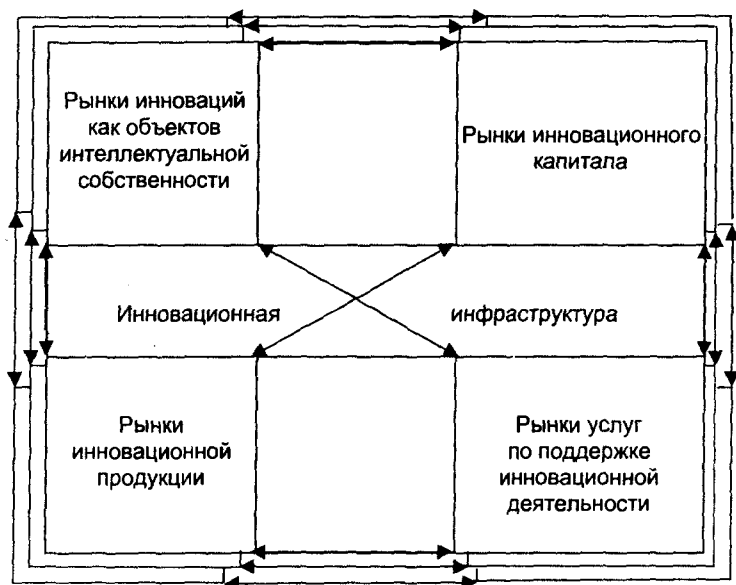 Рынки инноваций
как объектов
интеллектуальной
собственности
Рынки инновационного
капитала
Инновационная инфраструктура
Рынки
инновационной
продукции
Рынки услуг
по поддержке
инновационной
деятельности